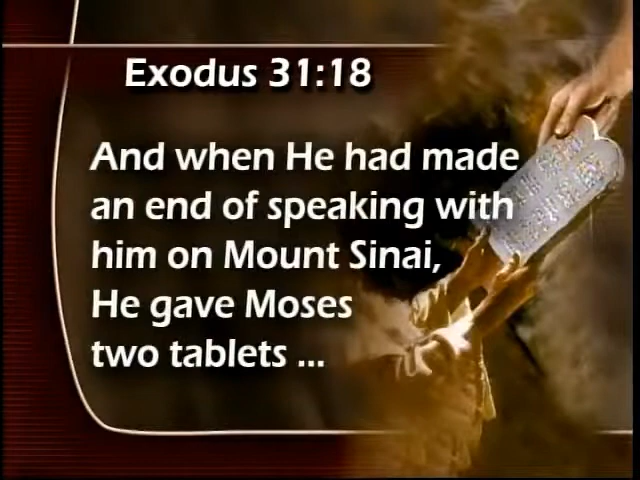 Exodus 31:18
And when He had made
an end of speaking with
him on Mount Sinai,
He gave Moses
two tablets ...